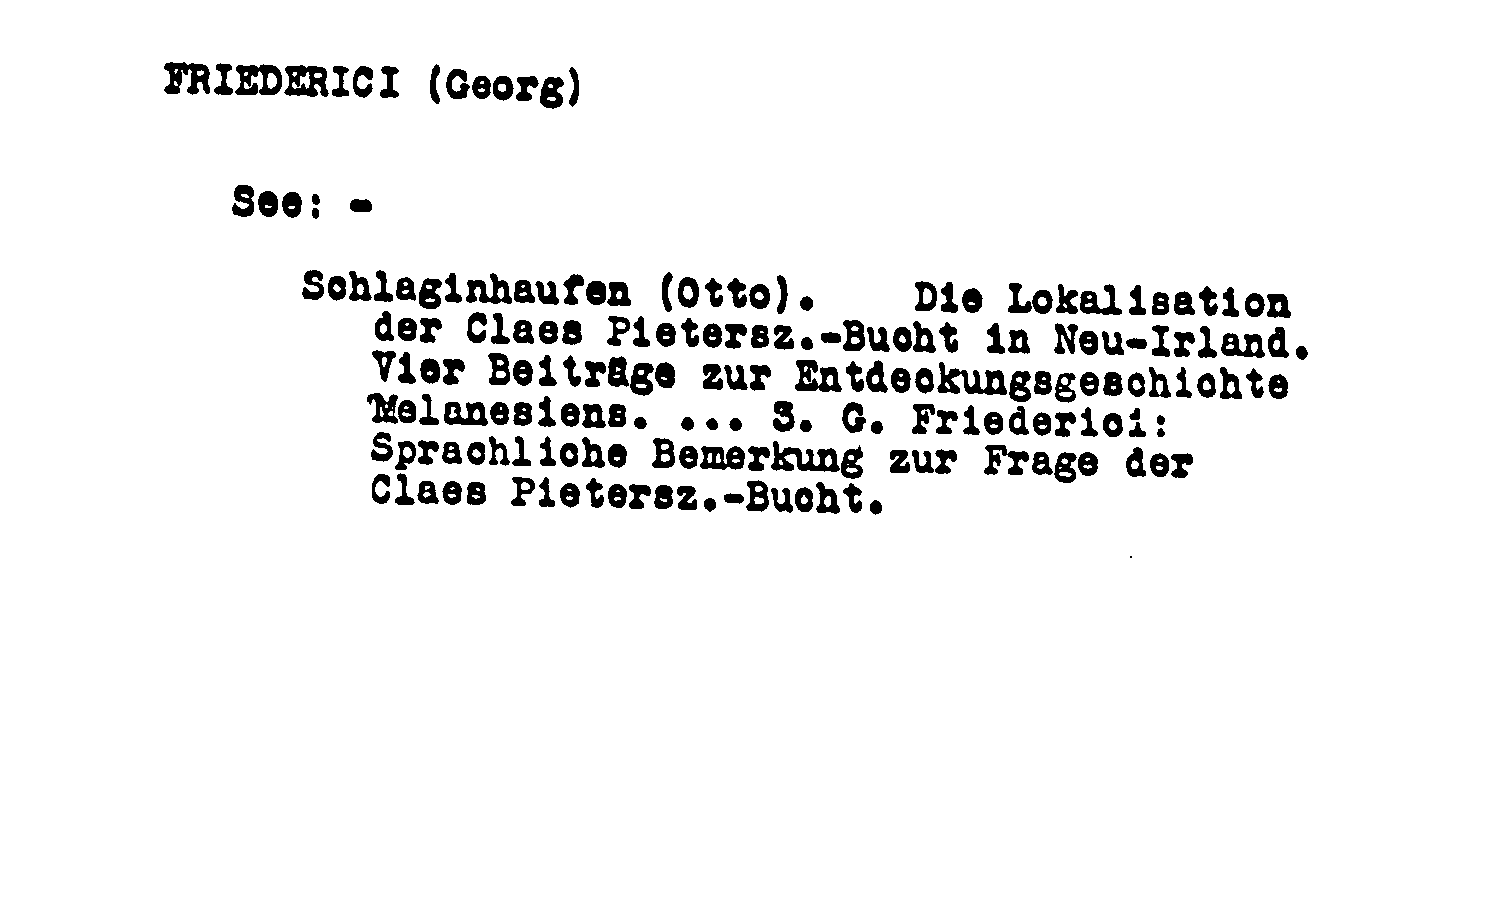 FRIEDERICI (Georg)
See: -
Schlaginhaufen (Otto). Die Lokalisation
der Claes Pietersz.-Bucht in Neu-Irland.
Vier Beiträge zur Entdeckungsgeschichte
Melanesiens. ... 3. G. Friederici:
Sprachliche Bemerkung zur Frage der
Claes Pietersz.-Bucht.